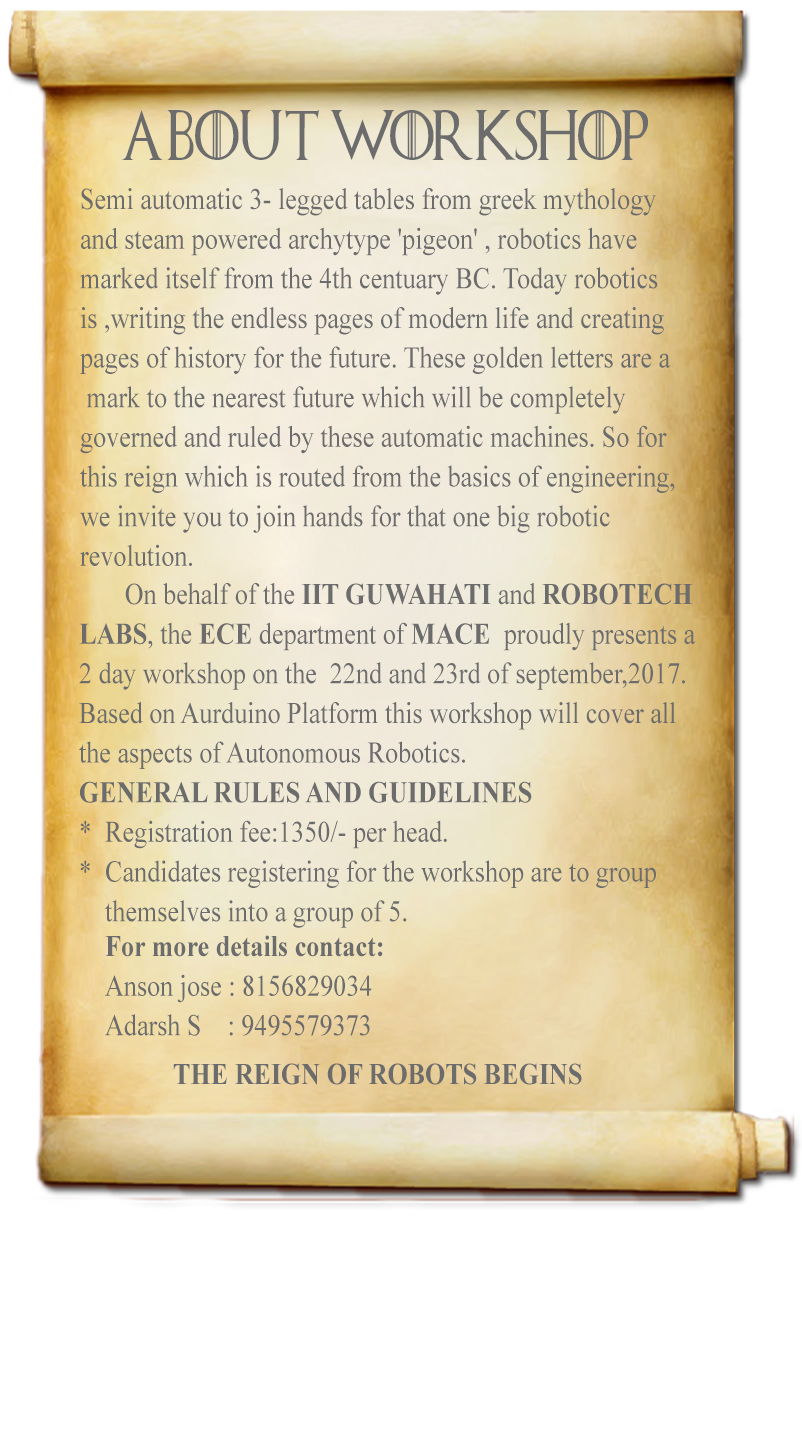 ABOUT WORKSHOP
Semi automatic 3- legged tables from greek mythology
and steam powered archytype 'pigeon' , robotics have
marked itself from the 4th centuary BC. Today robotics
is ,writing the endless pages of modern life and creating
pages of history for the future. These golden letters are a
mark to the nearest future which will be completely
governed and ruled by these automatic machines. So for
this reign which is routed from the basics of engineering,
we invite you to join hands for that one big robotic
revolution.
On behalf of the IIT GUWAHATI and ROBOTECH
LABS, the ECE department of MACE proudly presents a
2 day workshop on the 22nd and 23rd of september,2017.
Based on Aurduino Platform this workshop will cover all
the aspects of Autonomous Robotics.
GENERAL RULES AND GUIDELINES
* Registration fee:1350/- per head.
* Candidates registering for the workshop are to group
themselves into a group of 5.
For more details contact:
Anson jose : 8156829034
Adarsh S : 9495579373
THE REIGN OF ROBOTS BEGINS